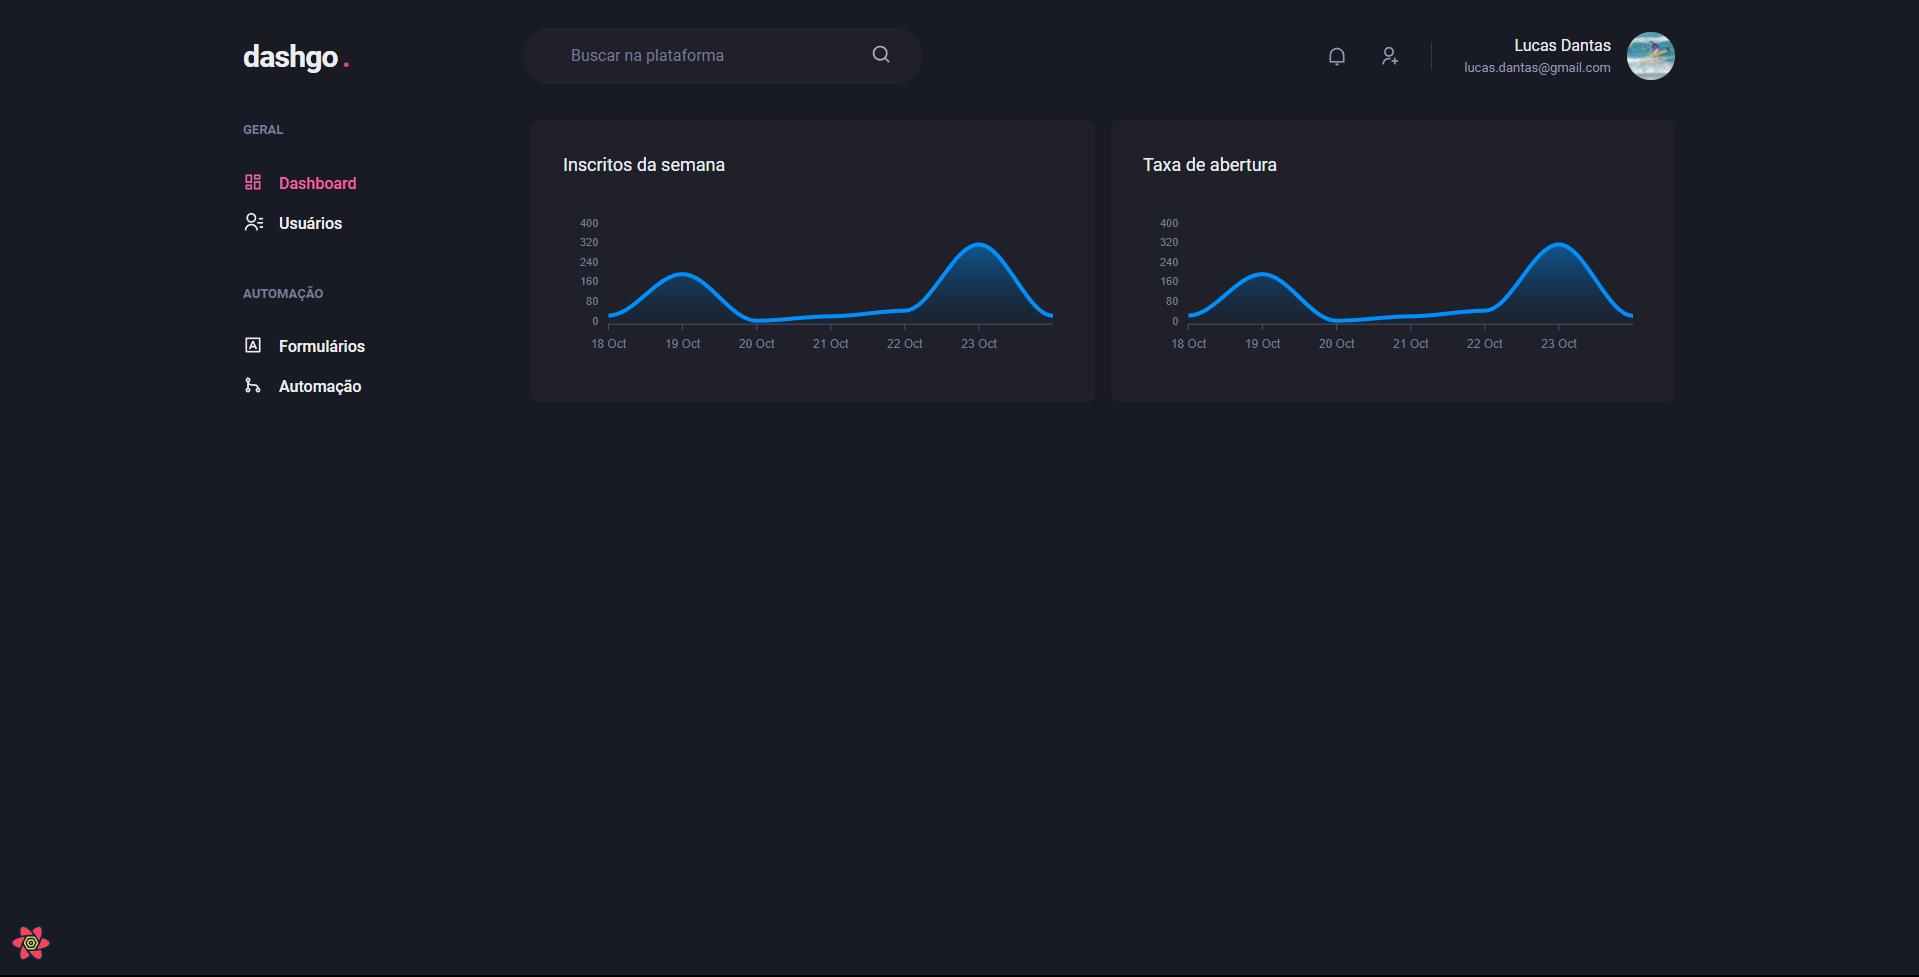 dashgo.
Buscar na plataforma
Lucas Dantas
lucas.dantas@gmail.com
GERAL
Dashboard
Usuários
AUTOMAÇÃO
Formulários
Automação
Inscritos da semana
400
320
240
160
80
0
18 Oct 19 Oct 20 Oct 21 Oct 22 Oct 23 Oct
Taxa de abertura
400
320
240
160
80
0
18 Oct 19 Oct 20 Oct 21 Oct 22 Oct 23 Oct